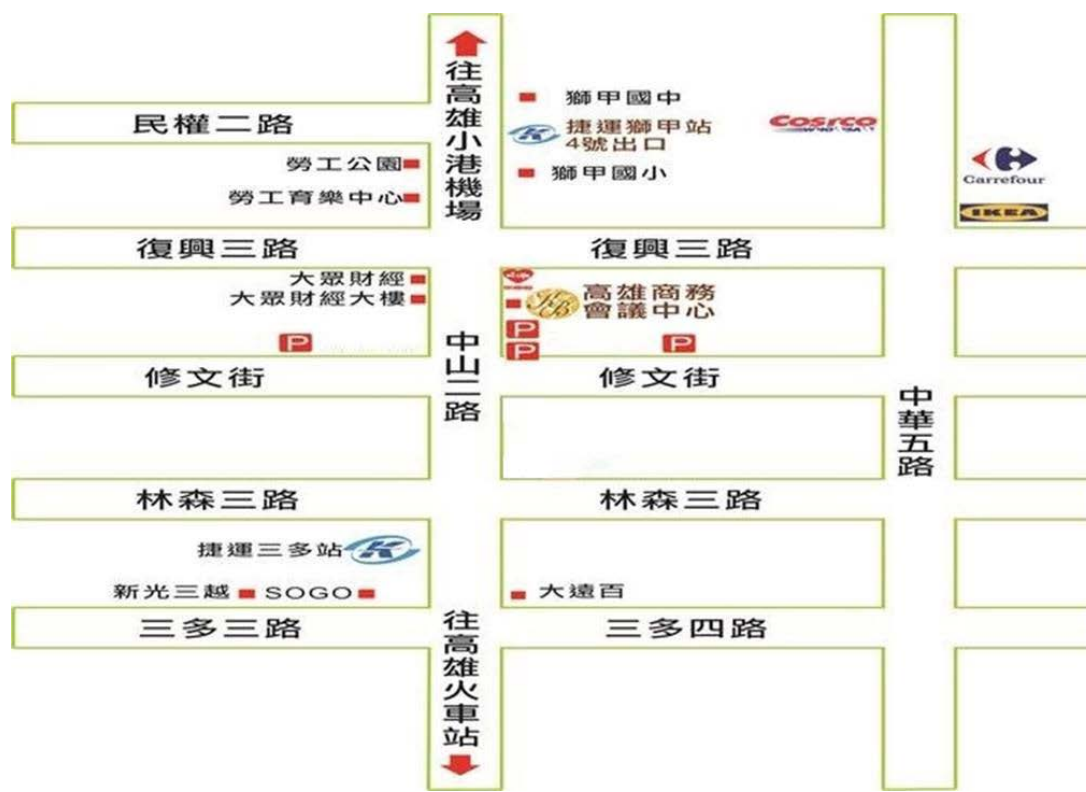 往高雄小港機場
獅甲國中
民權二路
捷運獅甲站
4號出口
COSTCO
WHOLESALE
勞工公園
獅甲國小
Carrefour
勞工育樂中心
IKEA
復興三路
復興三路
大眾財經
大眾財經大樓
KB
高雄商務
會議中心
P
P
P
P
中山二路
修文街
修文街
中華五路
林森三路
林森三路
捷運三多站
新光三越
SOGO
大遠百
三多三路
三多四路
往高雄火車站